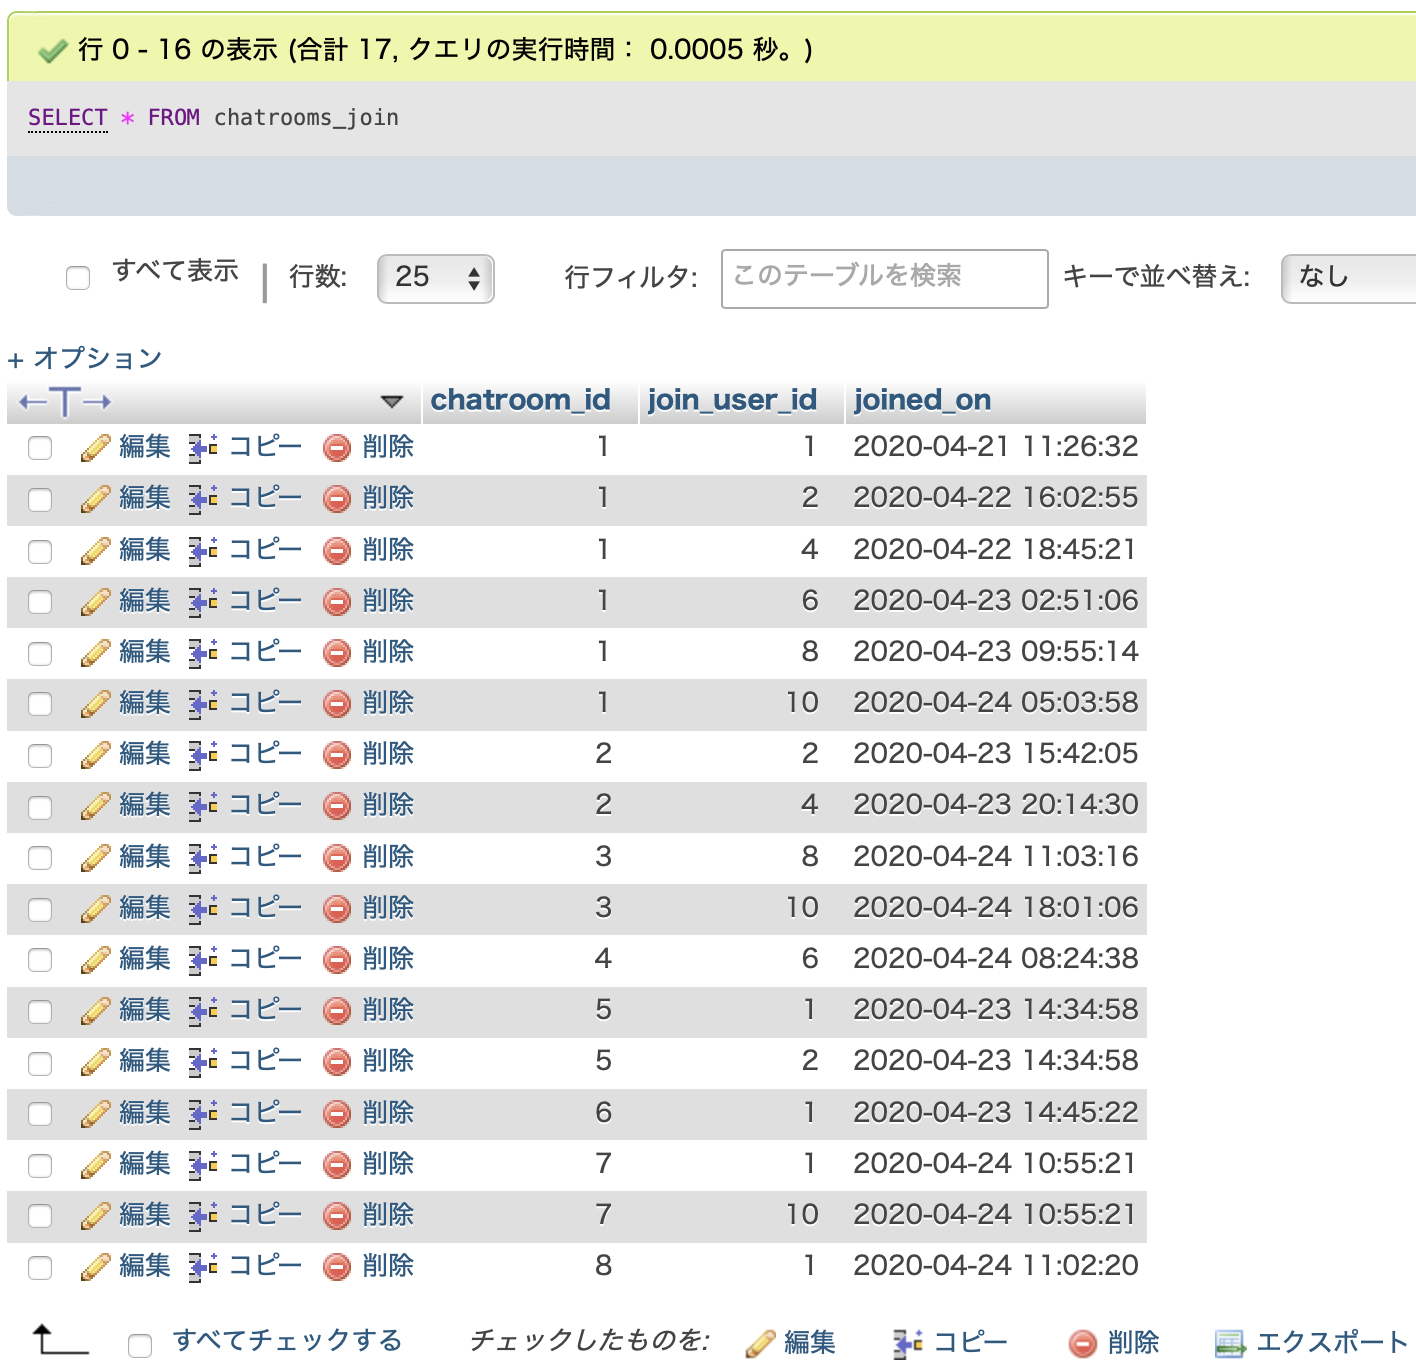 行 0 - 16 の表示 (合計 17, クエリの実行時間： 0.0005 秒。)
SELECT * FROM chatrooms_join
すべて表示 | 行数: 25 行フィルタ: このテーブルを検索 キーで並べ替え: なし
+ オプション
←T→ chatroom_id join_user_id joined_on
編集 コピー 削除 1 1 2020-04-21 11:26:32
編集 コピー 削除 1 2 2020-04-22 16:02:55
編集 コピー 削除 1 4 2020-04-22 18:45:21
編集 コピー 削除 1 6 2020-04-23 02:51:06
編集 コピー 削除 1 8 2020-04-23 09:55:14
編集 コピー 削除 1 10 2020-04-24 05:03:58
編集 コピー 削除 2 2 2020-04-23 15:42:05
編集 コピー 削除 2 4 2020-04-23 20:14:30
編集 コピー 削除 3 8 2020-04-24 11:03:16
編集 コピー 削除 3 10 2020-04-24 18:01:06
編集 コピー 削除 4 6 2020-04-24 08:24:38
編集 コピー 削除 5 1 2020-04-23 14:34:58
編集 コピー 削除 5 2 2020-04-23 14:34:58
編集 コピー 削除 6 1 2020-04-23 14:45:22
編集 コピー 削除 7 1 2020-04-24 10:55:21
編集 コピー 削除 7 10 2020-04-24 10:55:21
編集 コピー 削除 8 1 2020-04-24 11:02:20
すべてチェックする チェックしたものを: 編集 コピー 削除 エクスポート